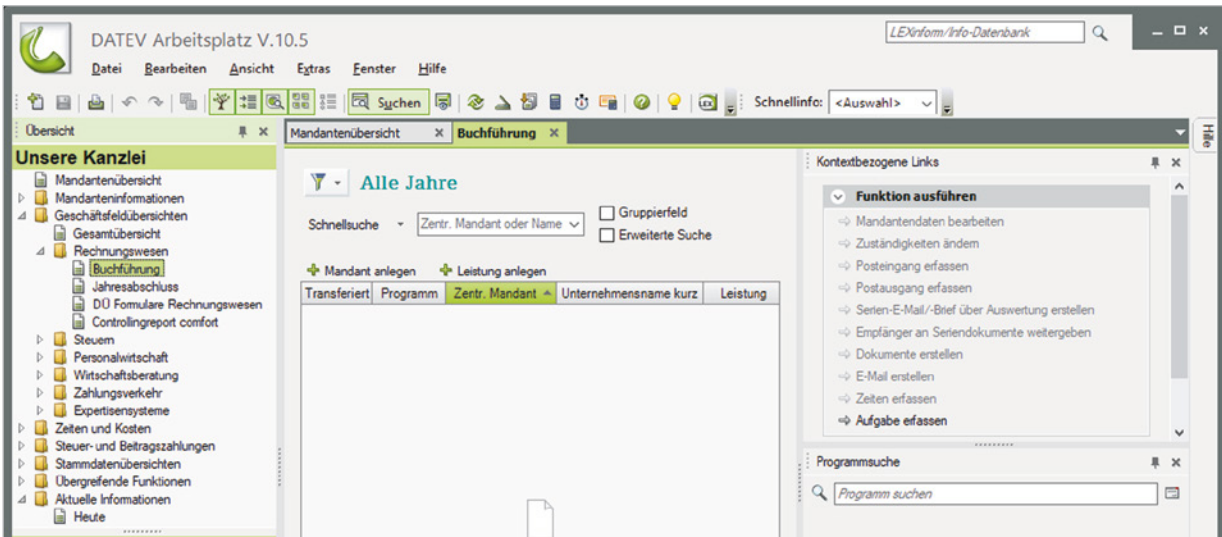 DATEV Arbeitsplatz V.10.5
LEXinform/Info-Datenbank
Datei Bearbeiten Ansicht Extras Fenster Hilfe
Suchen
Schnellinfo: <Auswahl>
Übersicht
Unsere Kanzlei
Mandantenübersicht
Mandanteninformationen
Geschäftsfeldübersichten
Gesamtübersicht
Rechnungswesen
Buchführung
Jahresabschluss
DÜ Formulare Rechnungswesen
Controllingreport comfort
Steuern
Personalwirtschaft
Wirtschaftsberatung
Zahlungsverkehr
Expertisensysteme
Zeiten und Kosten
Steuer- und Beitragszahlungen
Stammdatenübersichten
Übergreifende Funktionen
Aktuelle Informationen
Heute
Mandantenübersicht Buchführung
Alle Jahre
Schnellsuche Zentr. Mandant oder Name
Gruppierfeld
Erweiterte Suche
Mandant anlegen Leistung anlegen
Transferiert Programm Zentr. Mandant Unternehmensname kurz Leistung
Kontextbezogene Links
Funktion ausführen
Mandantendaten bearbeiten
Zuständigkeiten ändern
Posteingang erfassen
Postausgang erfassen
Serien-E-Mail/-Brief über Auswertung erstellen
Empfänger an Seriendokumente weitergeben
Dokumente erstellen
E-Mail erstellen
Zeiten erfassen
Aufgabe erfassen
Programmsuche
Programm suchen
Hilfe